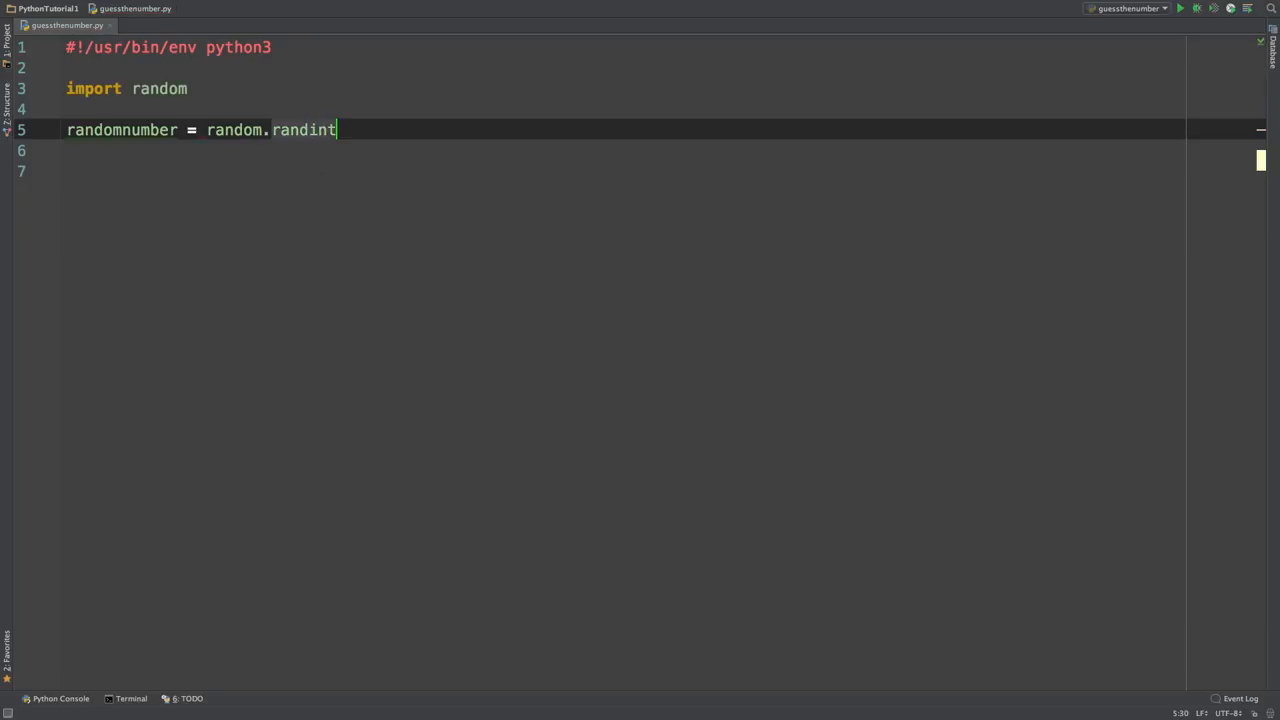 PythonTutorial1 guessthenumber.py guessthenumber
guessthenumber.py
1 #!/usr/bin/env python3
2
3 import random
4
5 randomnumber = random.randint
6
7
1: Project
Z: Structure
2: Favorites
Database
Python Console Terminal 6: TODO Event Log
5:30 LF÷ UTF-8÷